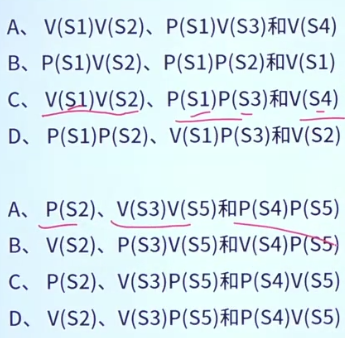 A、V(S1)V(S2)、P(S1)V(S3)和V(S4)
B、P(S1)V(S2)、P(S1)P(S2)和V(S1)
C、V(S1)V(S2)、P(S1)P(S3)和V(S4)
D、P(S1)P(S2)、V(S1)P(S3)和V(S2)
A、P(S2)、V(S3)V(S5)和P(S4)P(S5)
B、V(S2)、P(S3)V(S5)和V(S4)P(S5)
C、P(S2)、V(S3)P(S5)和P(S4)V(S5)
D、V(S2)、V(S3)P(S5)和P(S4)V(S5)